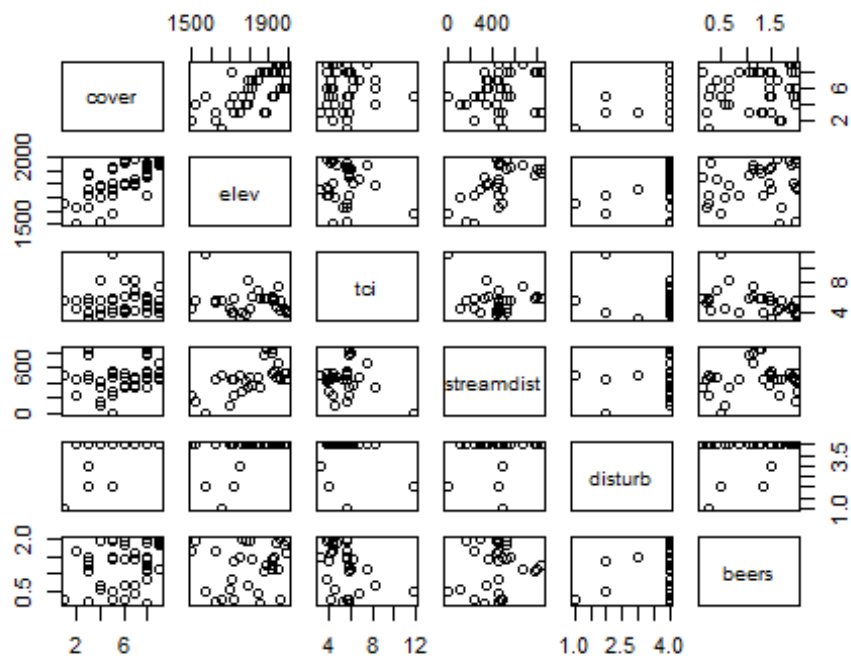 1500 1900 0 400 0.5 1.5
cover 2 6
1500 2000 elev
tci 4 8
0 600 streamdist
disturb 1.0 3.5
0.5 2.0 beers
2 6 4 8 12 1.0 2.5 4.0